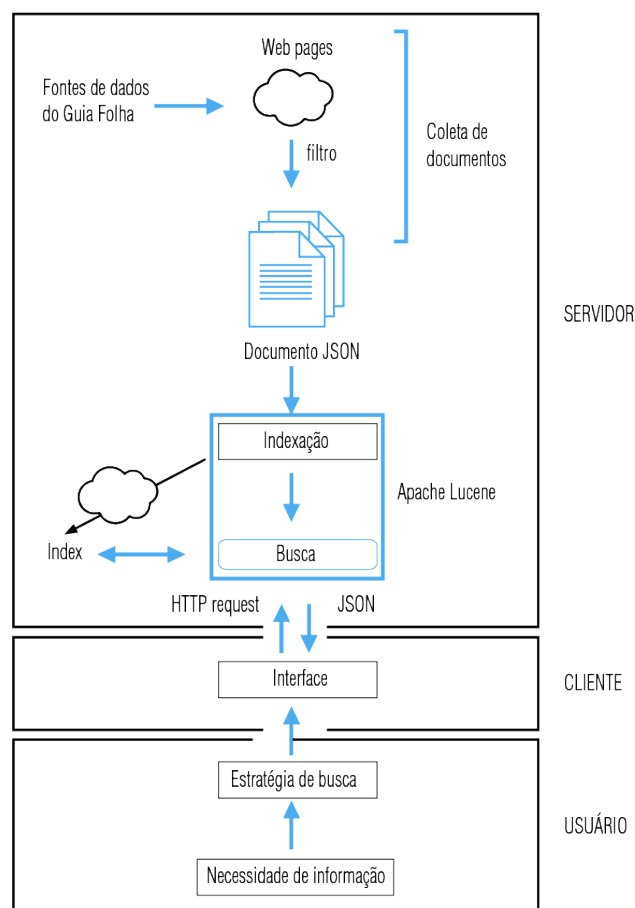 Web pages
Fontes de dados
do Guia Folha
filtro
Coleta de
documentos
Documento JSON
SERVIDOR
Indexação
Apache Lucene
Index
Busca
HTTP request
JSON
Interface
CLIENTE
Estratégia de busca
USUÁRIO
Necessidade de informação